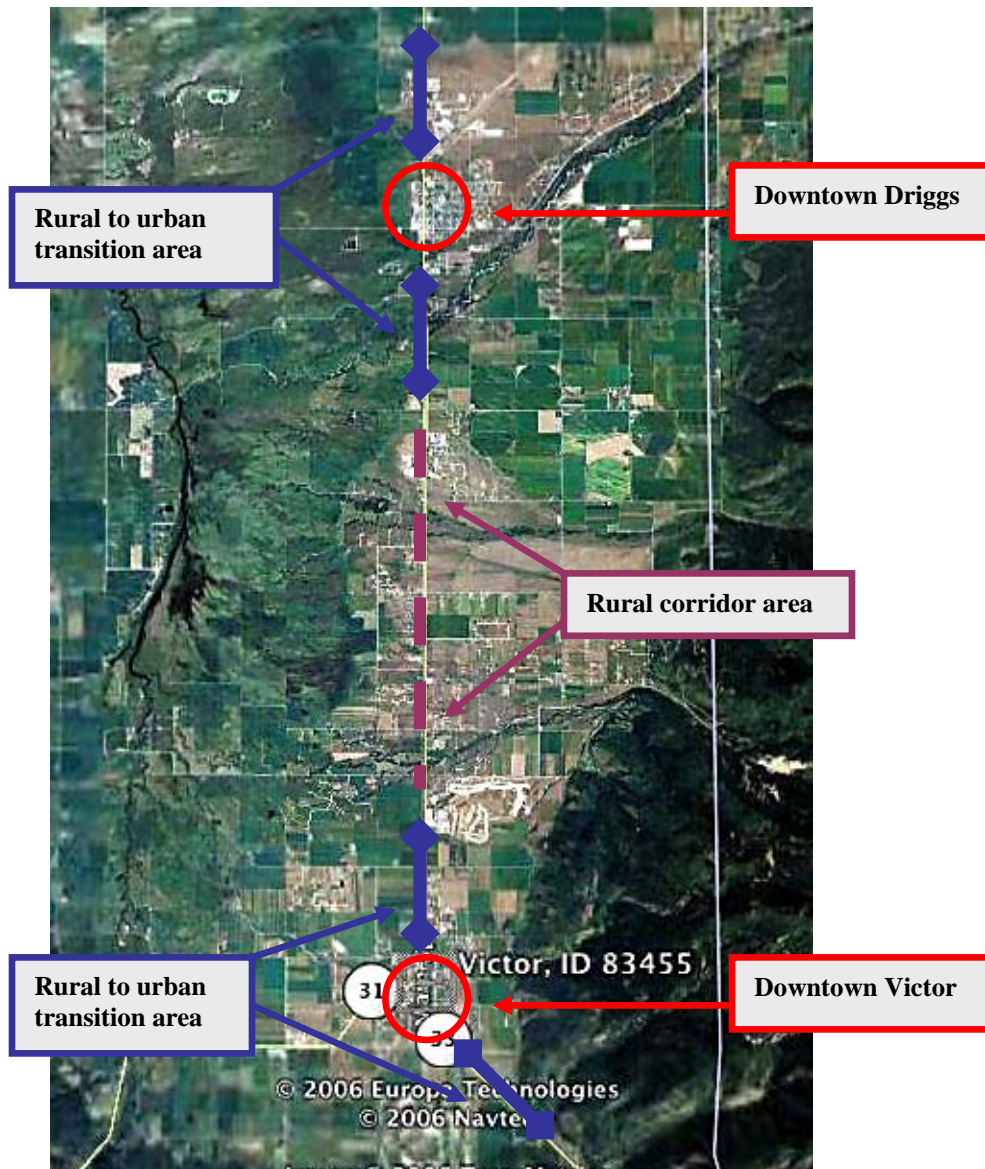 Rural to urban
transition area
Downtown Driggs
Rural corridor area
Victor, ID 83455
31
33
Rural to urban
transition area
Downtown Victor
© 2006 Europa Technologies
© 2006 Navteq